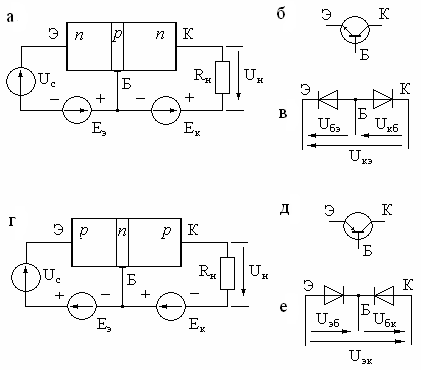 а
Э n p n К
Uс
Б
Rн
Uн
− + − +
Eэ
Eк
б
Э К
Б
в
Э К
Б
Uбэ Uкб
Uкэ
г
Э p n p К
Uс
Б
Rн
Uн
+ − + −
Eэ
Eк
д
Э К
Б
е
Э К
Б
Uэб Uбк
Uэк